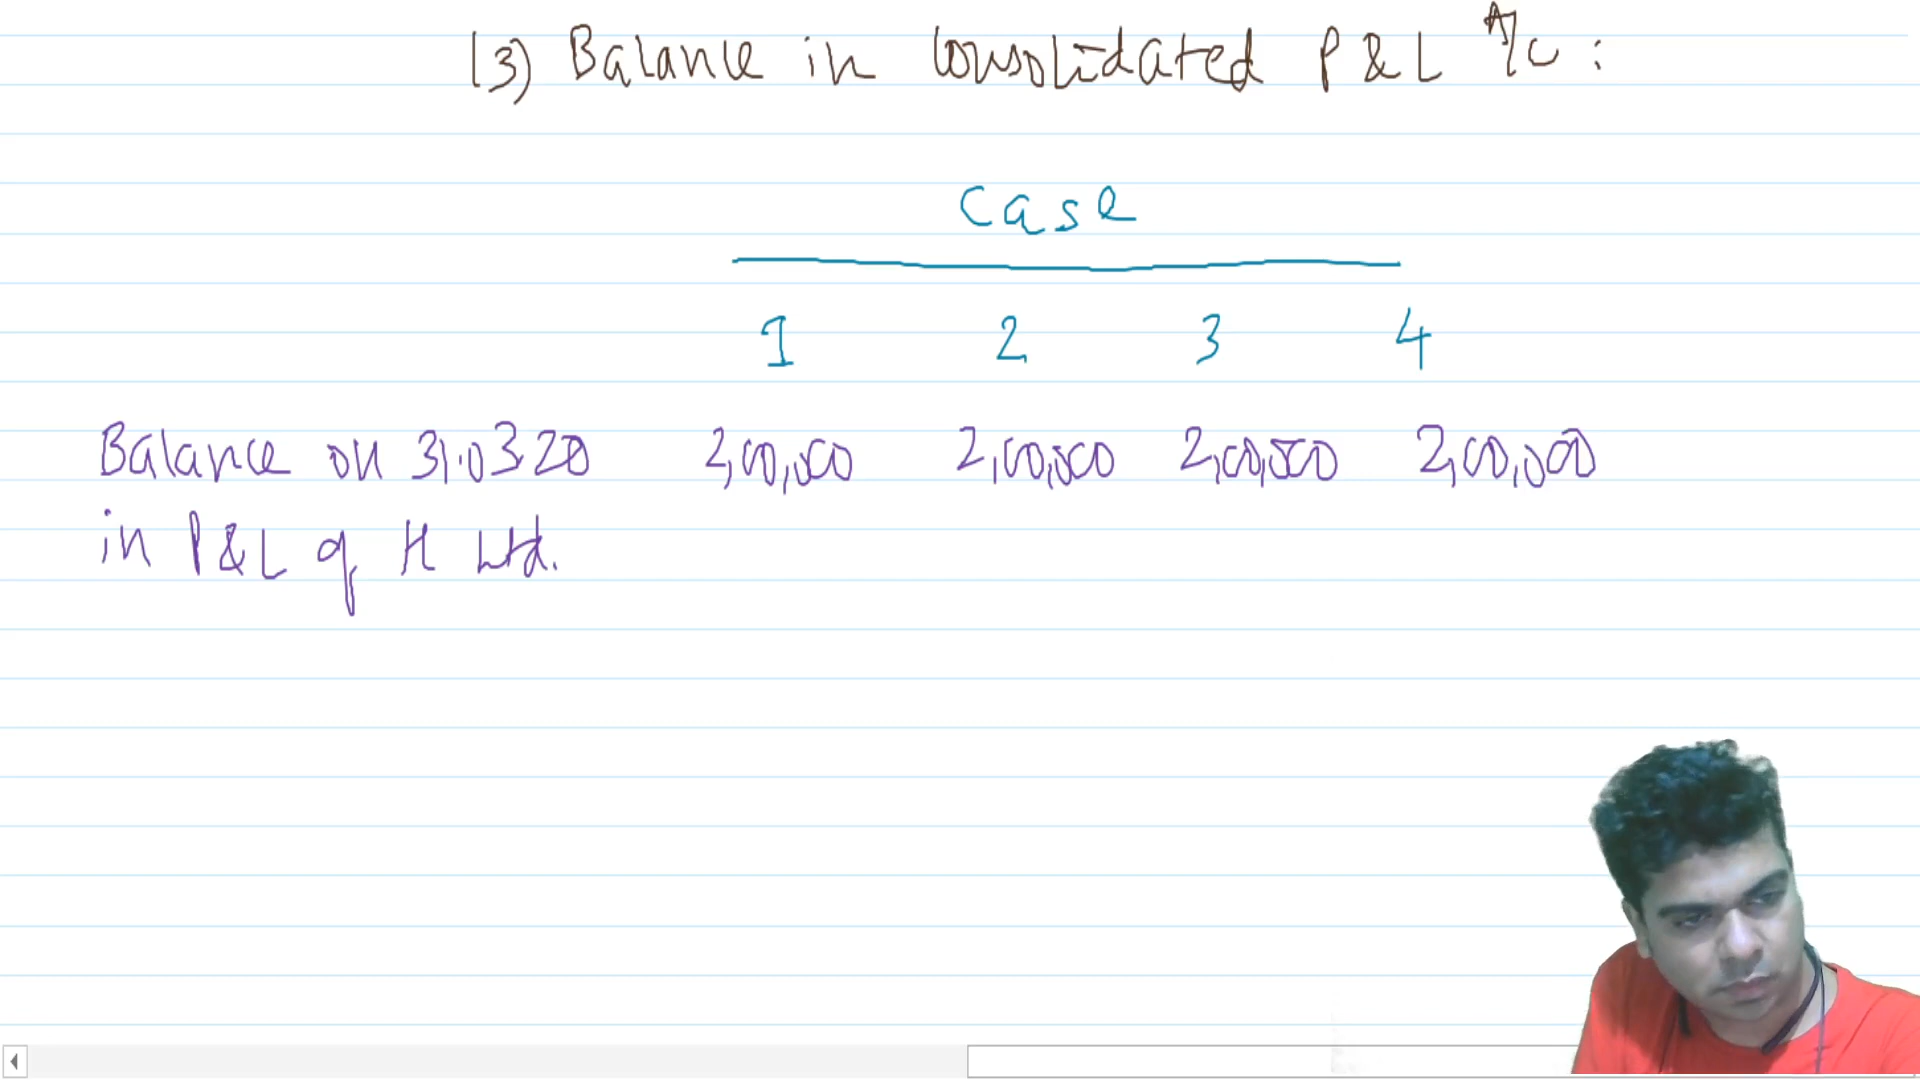 (3) Balance in Consolidated P & L A/C :
Case
1 2 3 4
Balance on 31.03.20 2,00,000 2,00,000 2,00,000 2,00,000
in P&L of H Ltd.